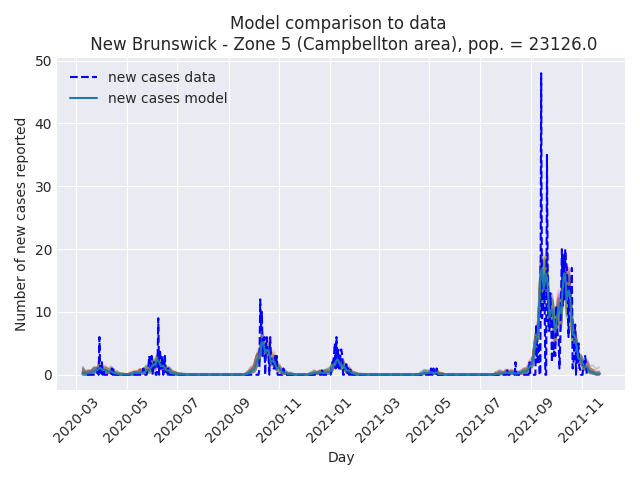 Model comparison to data
New Brunswick - Zone 5 (Campbellton area), pop. = 23126.0
new cases data
new cases model
Number of new cases reported
50
40
30
20
10
0
2020-03
2020-05
2020-07
2020-09
2020-11
2021-01
2021-03
2021-05
2021-07
2021-09
2021-11
Day